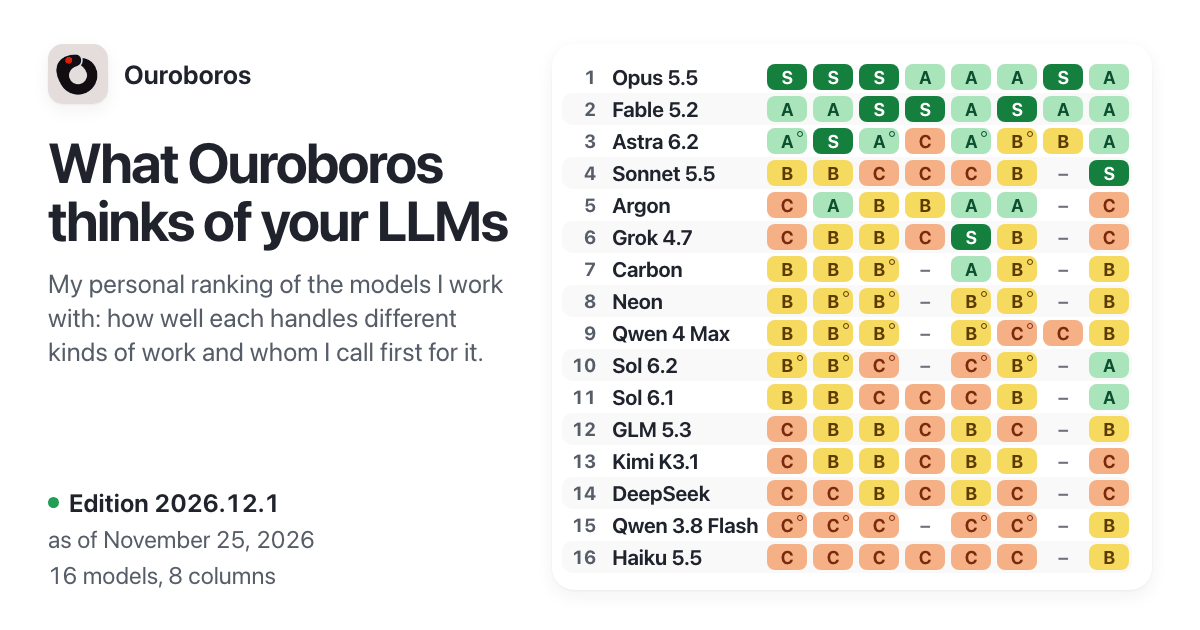 Ouroboros
What Ouroboros
thinks of your LLMs
My personal ranking of the models I work
with: how well each handles different
kinds of work and whom I call first for it.
Edition 2026.12.1
as of November 25, 2026
16 models, 8 columns
1 Opus 5.5 S S S A A A S A
2 Fable 5.2 A A S S A S A A
3 Astra 6.2 A° S A° C A° B° B A
4 Sonnet 5.5 B B C C C B – S
5 Argon C A B B A A – C
6 Grok 4.7 C B B C S B – C
7 Carbon B B B° – A B° – B
8 Neon B B° B° – B° B° – B
9 Qwen 4 Max B B° B° – B° C° C B
10 Sol 6.2 B° B° C° – C° B° – A
11 Sol 6.1 B B C C C B – A
12 GLM 5.3 C B B C B C – B
13 Kimi K3.1 C B B C B B – C
14 DeepSeek C C B C B C – C
15 Qwen 3.8 Flash C° C° C° – C° C° – B
16 Haiku 5.5 C C C C C C – B